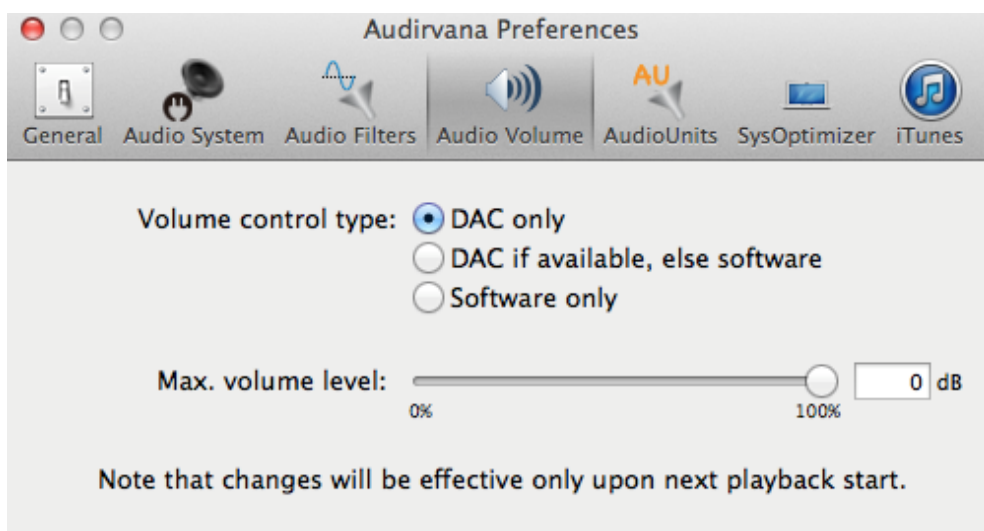 Audirvana Preferences
General Audio System Audio Filters Audio Volume AU AudioUnits SysOptimizer iTunes
Volume control type: DAC only
DAC if available, else software
Software only
Max. volume level: 0 dB
0% 100%
Note that changes will be effective only upon next playback start.